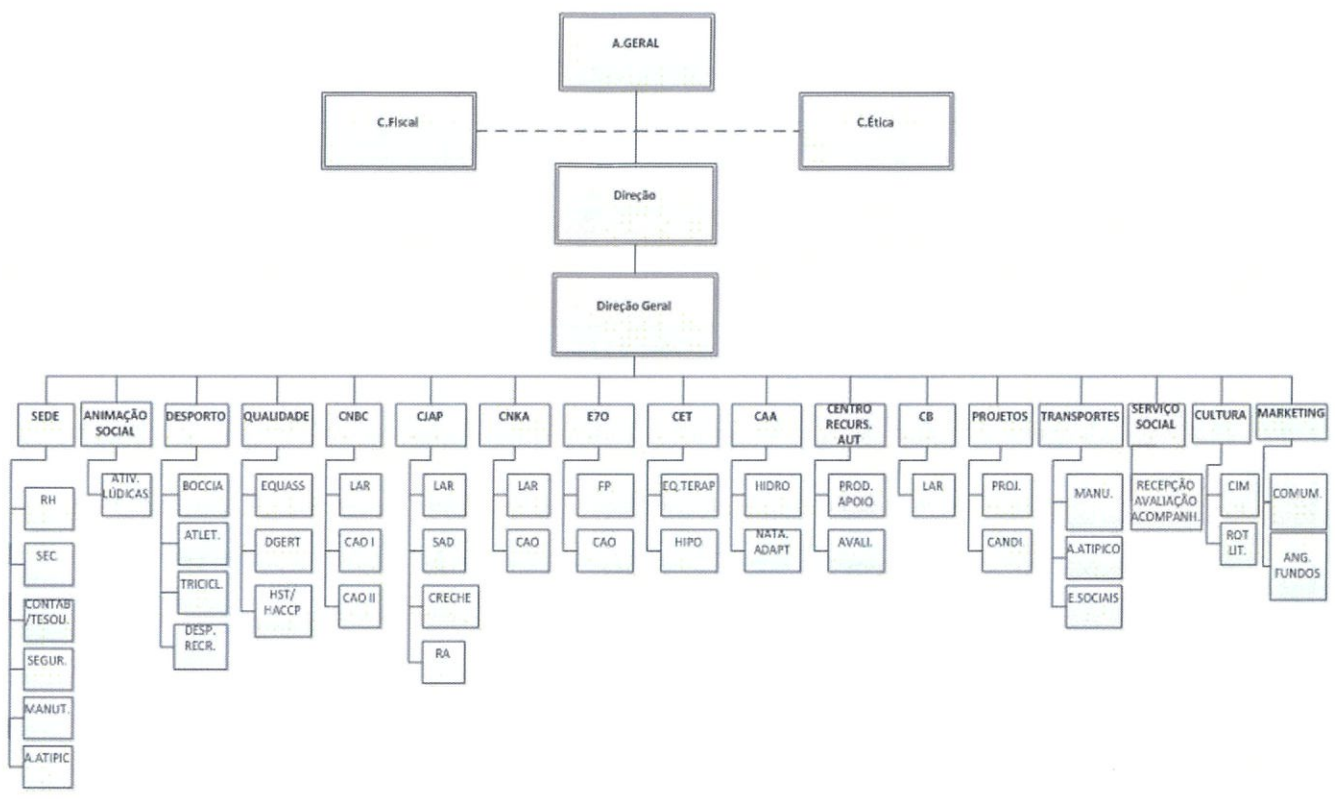 A.GERAL
C.Fiscal
C.Ética
Direção
Direção Geral
SEDE
ANIMAÇÃO
SOCIAL
DESPORTO
QUALIDADE
CNBC
CJAP
CNKA
E7O
CET
CAA
CENTRO
RECURS.
AUT
CB
PROJETOS
TRANSPORTES
SERVIÇO
SOCIAL
CULTURA
MARKETING
RH
SEC.
CONTAB
/TESOU.
SEGUR.
MANUT.
A.ATIPIC
ATIV.
LÚDICAS
BOCCIA
ATLET.
TRICICL.
DESP.
RECR.
EQUASS
DGERT
HST/
HACCP
LAR
CAO I
CAO II
LAR
SAD
CRECHE
RA
LAR
CAO
FP
CAO
EQ.TERAP
HIPO
HIDRO
NATA.
ADAPT
PROD.
APOIO
AVALI.
LAR
PROJ.
CANDI.
MANU.
A.ATIPICO
E.SOCIAIS
RECEPÇÃO
AVALIAÇÃO
ACOMPANH.
CIM
ROT
LIT.
COMUM.
ANG.
FUNDOS